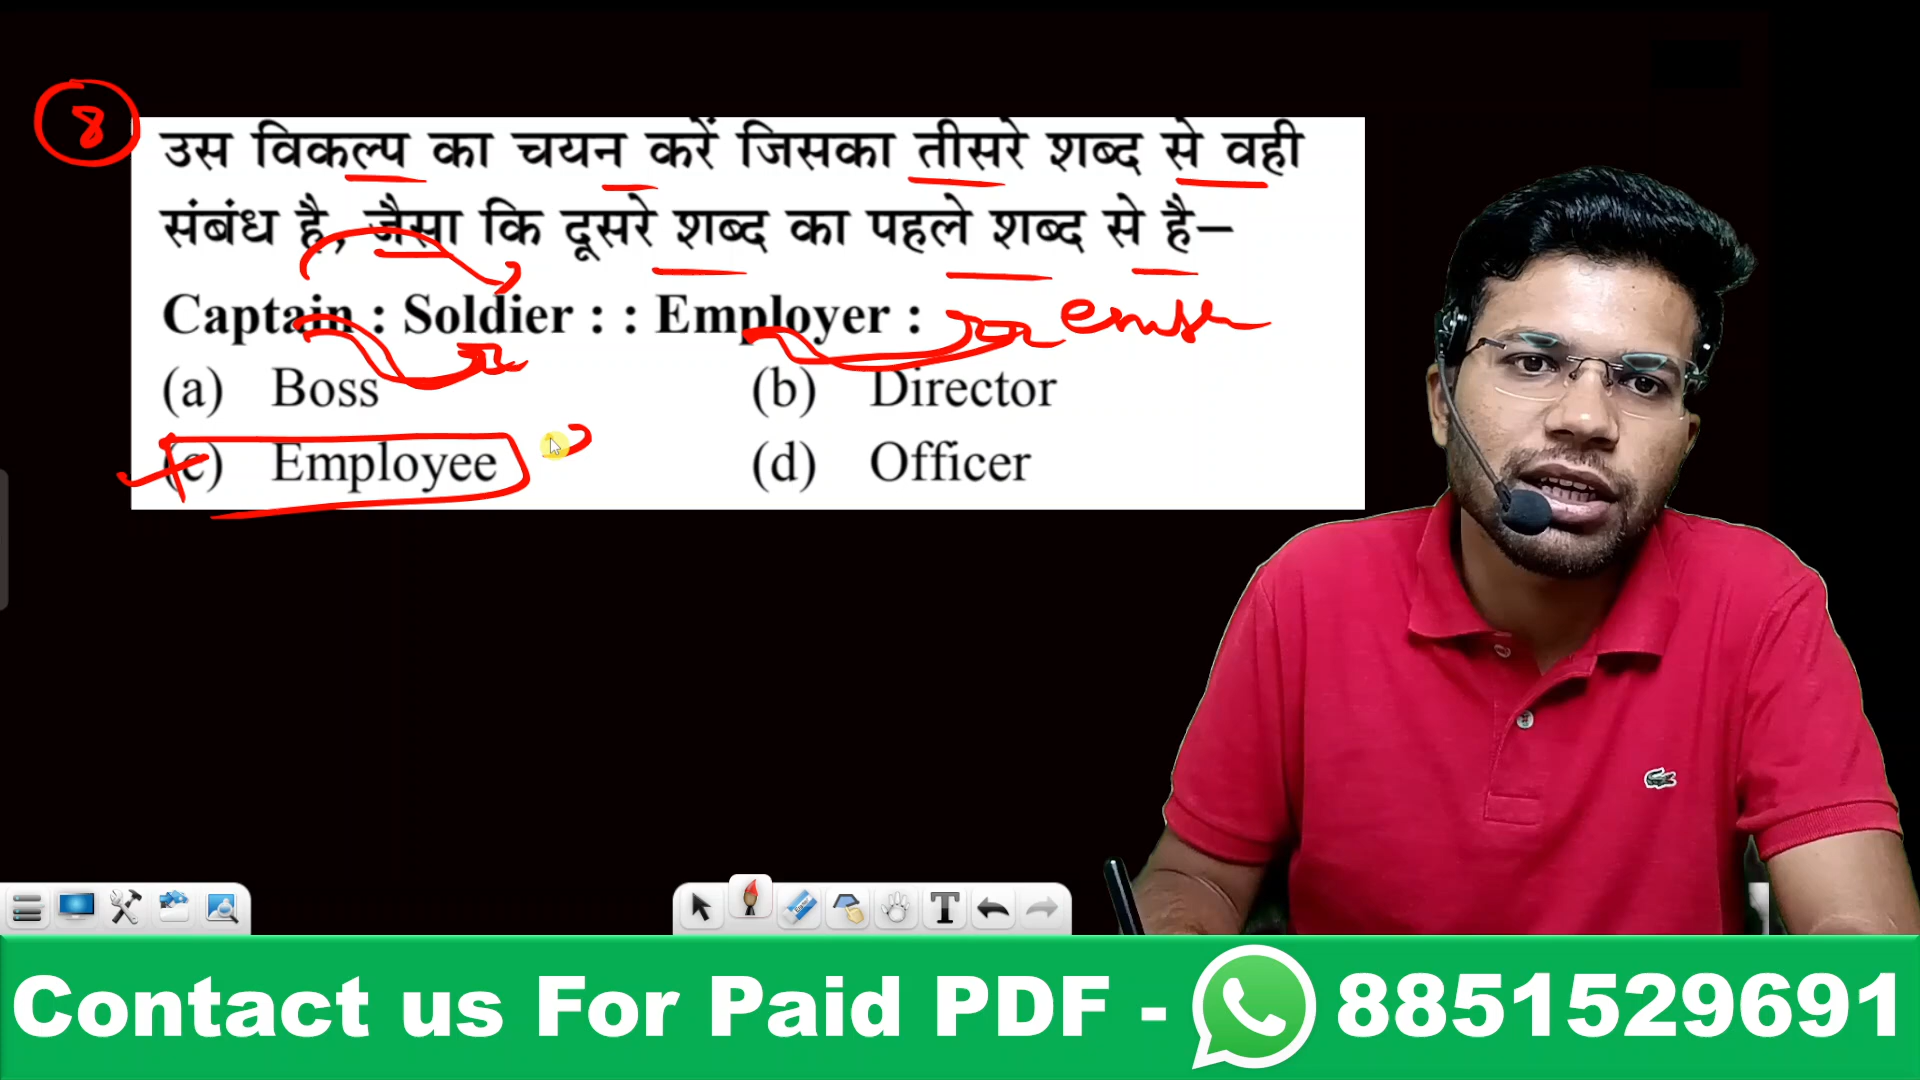 8
उस विकल्प का चयन करें जिसका तीसरे शब्द से वही
संबंध है, जैसा कि दूसरे शब्द का पहले शब्द से है–
Captain : Soldier : : Employer :
(a) Boss
(b) Director
(c) Employee
(d) Officer
T
Contact us For Paid PDF - 8851529691